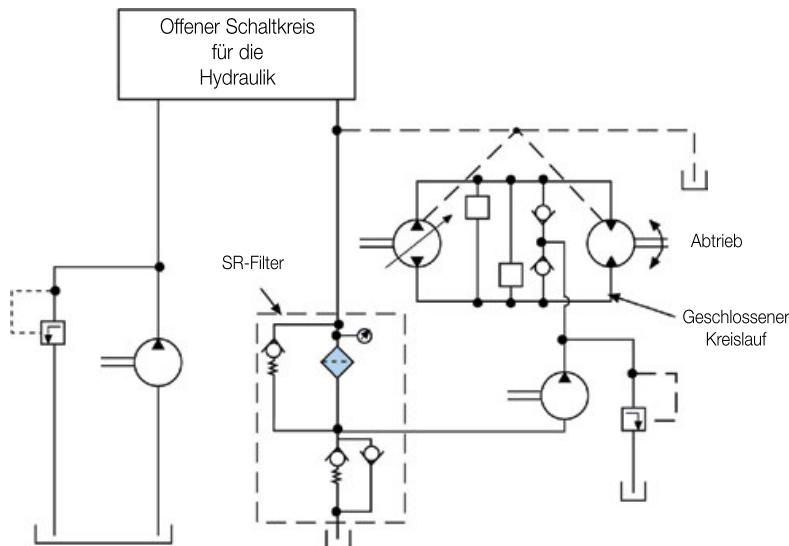 Offener Schaltkreis
für die
Hydraulik
SR-Filter
Abtrieb
Geschlossener
Kreislauf